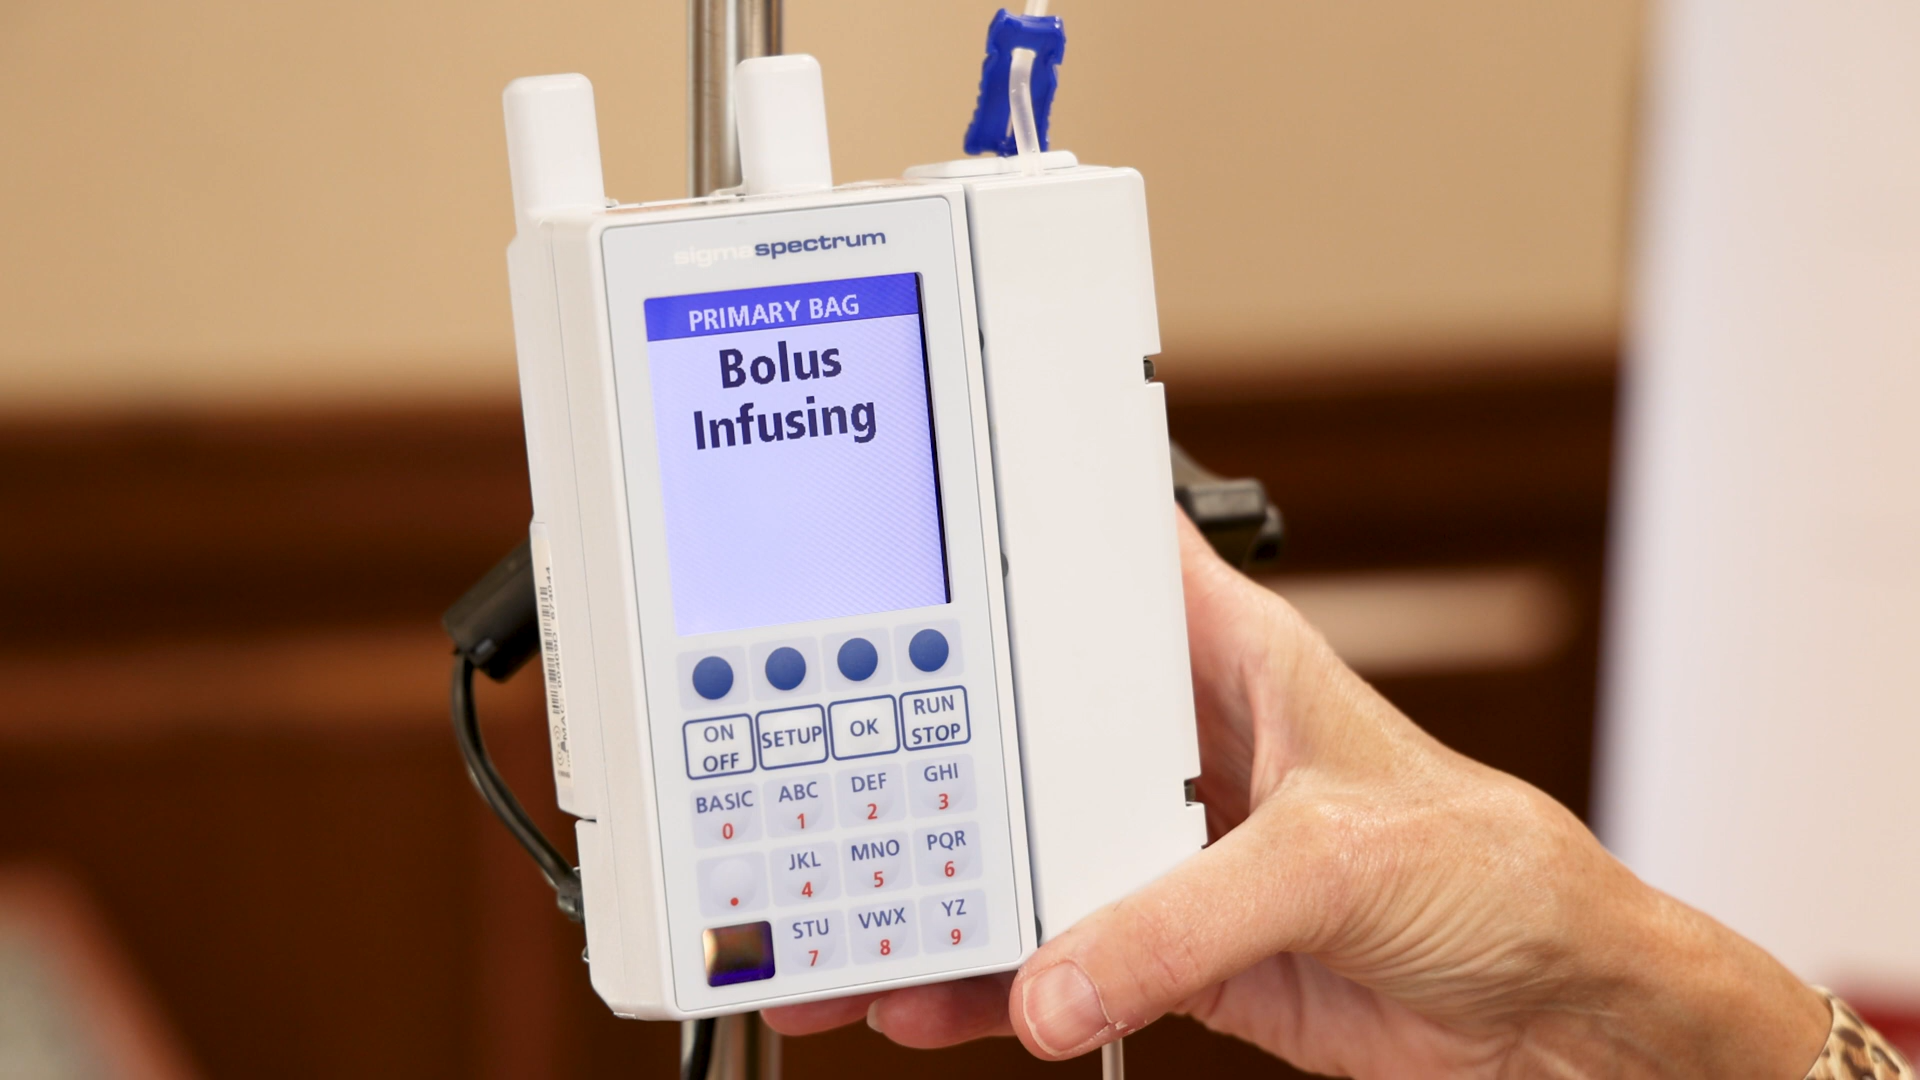 sigmaspectrum
PRIMARY BAG
Bolus
Infusing
ON OFF
SETUP
OK
RUN STOP
BASIC 0
ABC 1
DEF 2
GHI 3
.
JKL 4
MNO 5
PQR 6
STU 7
VWX 8
YZ 9